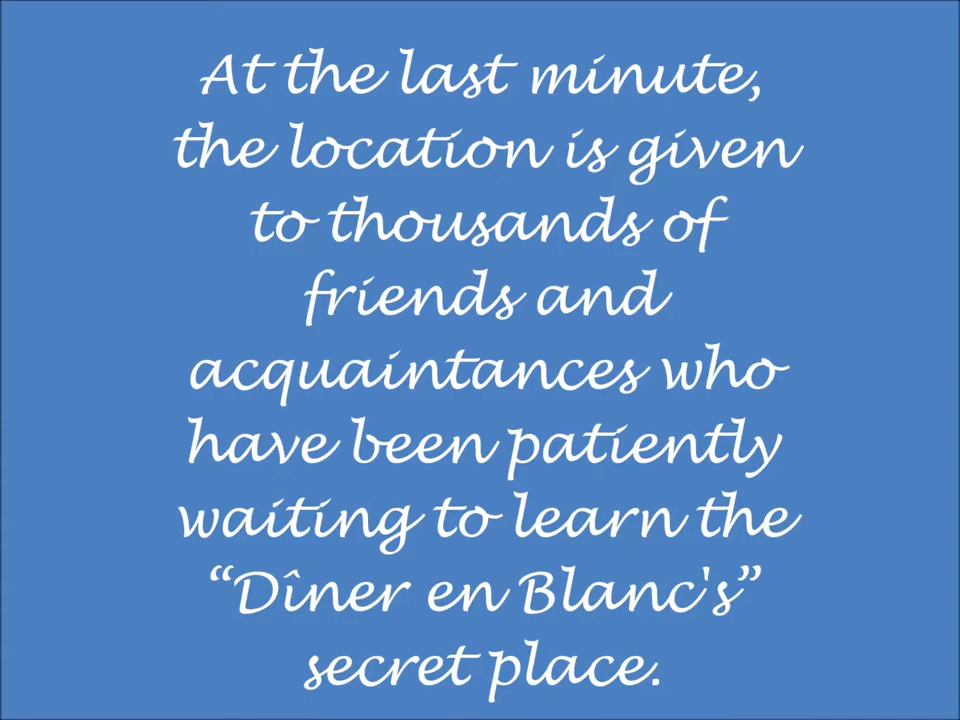 At the last minute,
the location is given
to thousands of
friends and
acquaintances who
have been patiently
waiting to learn the
“Dîner en Blanc's”
secret place.